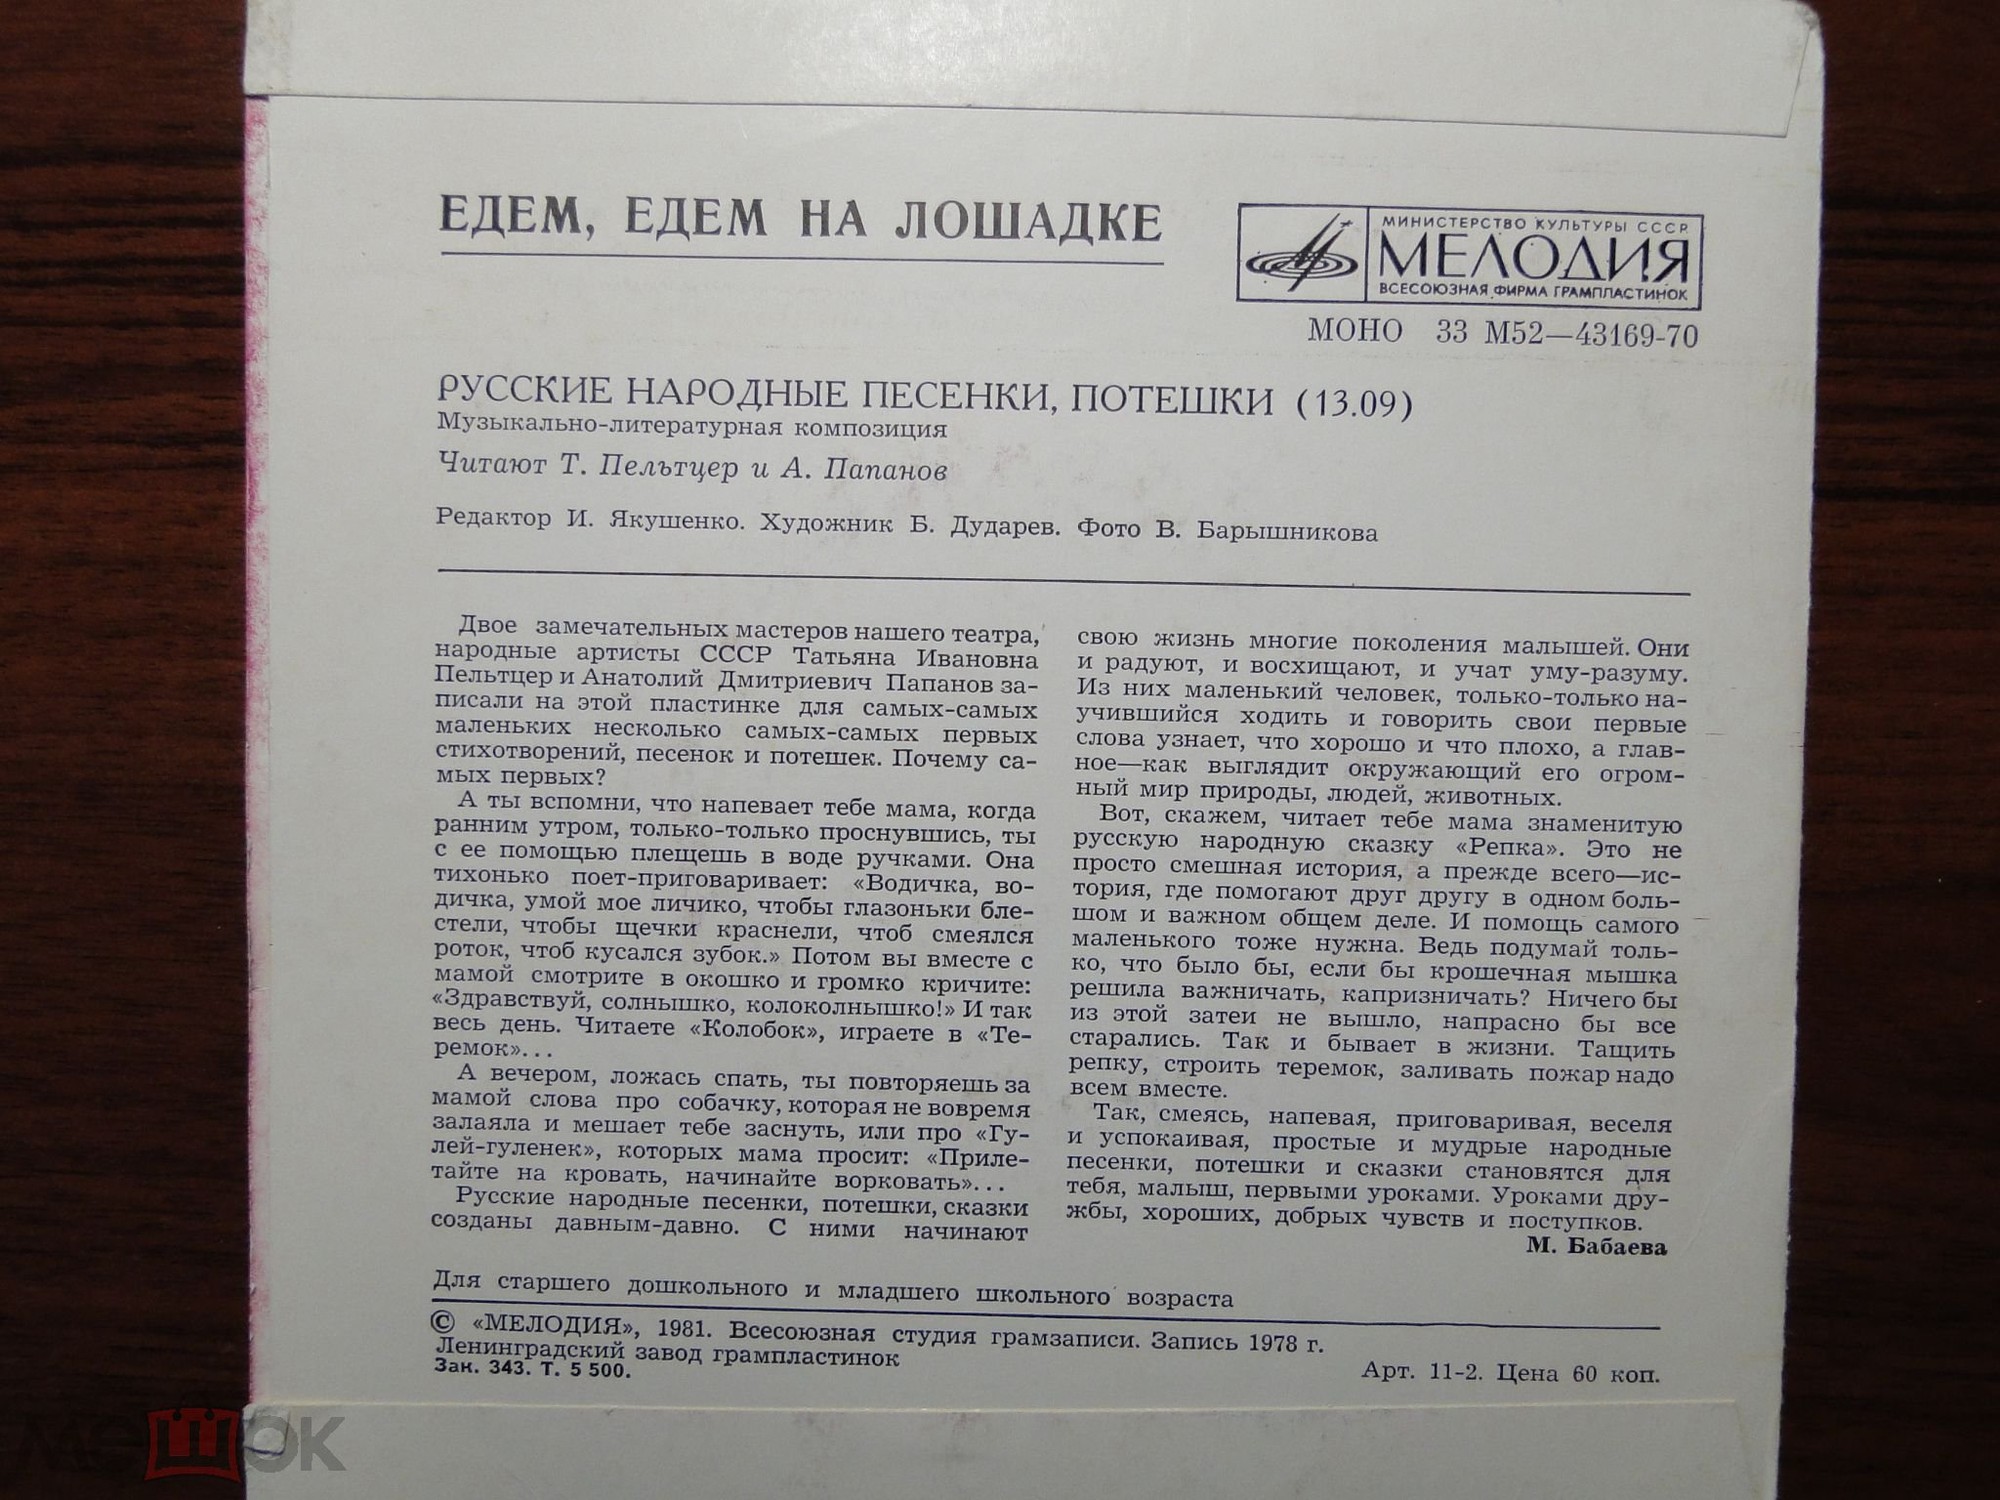 ЕДЕМ, ЕДЕМ НА ЛОШАДКЕ
МИНИСТЕРСТВО КУЛЬТУРЫ СССР
МЕЛОДИЯ
ВСЕСОЮЗНАЯ ФИРМА ГРАМПЛАСТИНОК
МОНО 33 М52—43169-70
РУССКИЕ НАРОДНЫЕ ПЕСЕНКИ, ПОТЕШКИ (13.09)
Музыкально-литературная композиция
Читают Т. Пельтцер и А. Папанов
Редактор И. Якушенко. Художник Б. Дударев. Фото В. Барышникова
Двое замечательных мастеров нашего театра,
народные артисты СССР Татьяна Ивановна
Пельтцер и Анатолий Дмитриевич Папанов за-
писали на этой пластинке для самых-самых
маленьких несколько самых-самых первых
стихотворений, песенок и потешек. Почему са-
мых первых?
А ты вспомни, что напевает тебе мама, когда
ранним утром, только-только проснувшись, ты
с ее помощью плещешь в воде ручками. Она
тихонько поет-приговаривает: «Водичка, во-
дичка, умой мое личико, чтобы глазоньки бле-
стели, чтобы щечки краснели, чтоб смеялся
роток, чтоб кусался зубок.» Потом вы вместе с
мамой смотрите в окошко и громко кричите:
«Здравствуй, солнышко, колоколнышко!» И так
весь день. Читаете «Колобок», играете в «Те-
ремок»...
А вечером, ложась спать, ты повторяешь за
мамой слова про собачку, которая не вовремя
залаяла и мешает тебе заснуть, или про «Гу-
лей-гуленек», которых мама просит: «Приле-
тайте на кровать, начинайте ворковать»...
Русские народные песенки, потешки, сказки
созданы давным-давно. С ними начинают
свою жизнь многие поколения малышей. Они
и радуют, и восхищают, и учат уму-разуму.
Из них маленький человек, только-только на-
учившийся ходить и говорить свои первые
слова узнает, что хорошо и что плохо, а глав-
ное—как выглядит окружающий его огром-
ный мир природы, людей, животных.
Вот, скажем, читает тебе мама знаменитую
русскую народную сказку «Репка». Это не
просто смешная история, а прежде всего—ис-
тория, где помогают друг другу в одном боль-
шом и важном общем деле. И помощь самого
маленького тоже нужна. Ведь подумай толь-
ко, что было бы, если бы крошечная мышка
решила важничать, капризничать? Ничего бы
из этой затеи не вышло, напрасно бы все
старались. Так и бывает в жизни. Тащить
репку, строить теремок, заливать пожар надо
всем вместе.
Так, смеясь, напевая, приговаривая, веселя
и успокаивая, простые и мудрые народные
песенки, потешки и сказки становятся для
тебя, малыш, первыми уроками. Уроками дру-
жбы, хороших, добрых чувств и поступков.
М. Бабаева
Для старшего дошкольного и младшего школьного возраста
© «МЕЛОДИЯ», 1981. Всесоюзная студия грамзаписи. Запись 1978 г.
Ленинградский завод грампластинок
Зак. 343. Т. 5 500.
Арт. 11-2. Цена 60 коп.
мешок